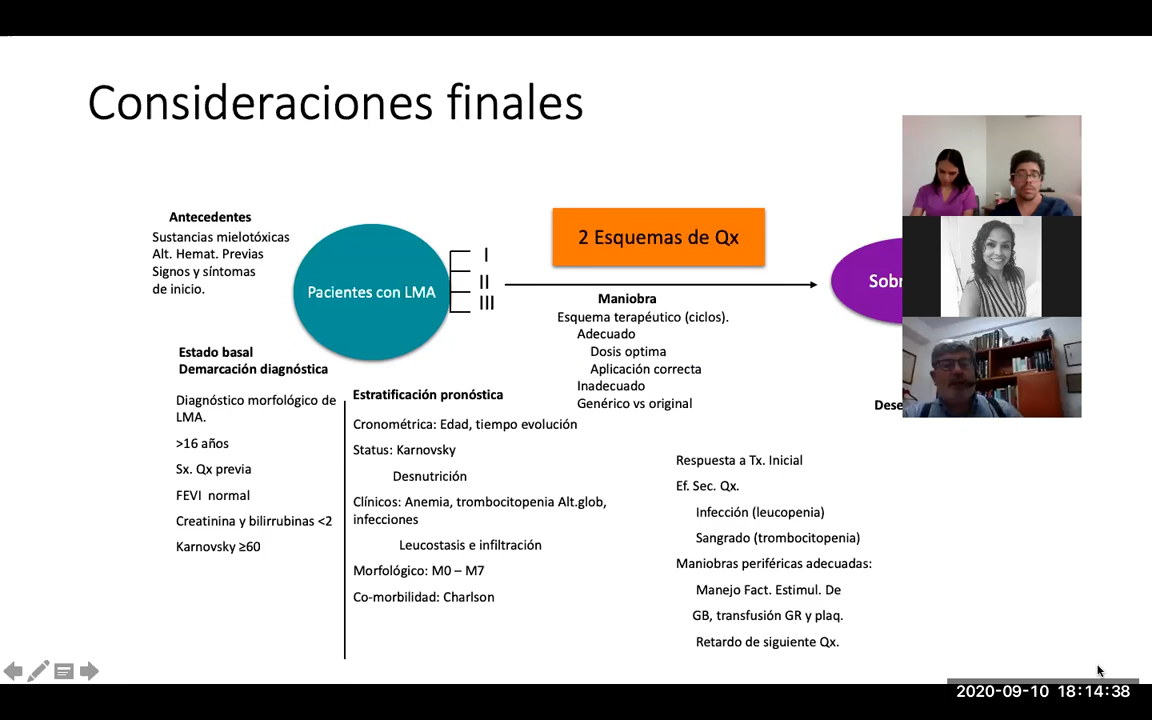 Consideraciones finales
Antecedentes
Sustancias mielotóxicas
Alt. Hemat. Previas
Signos y síntomas
de inicio.
Pacientes con LMA
I
II
III
2 Esquemas de Qx
Maniobra
Esquema terapéutico (ciclos).
Adecuado
Dosis optima
Aplicación correcta
Inadecuado
Genérico vs original
Estado basal
Demarcación diagnóstica
Diagnóstico morfológico de
LMA.
>16 años
Sx. Qx previa
FEVI normal
Creatinina y bilirrubinas <2
Karnovsky ≥60
Estratificación pronóstica
Cronométrica: Edad, tiempo evolución
Status: Karnovsky
Desnutrición
Clínicos: Anemia, trombocitopenia Alt.glob,
infecciones
Leucostasis e infiltración
Morfológico: M0 – M7
Co-morbilidad: Charlson
Respuesta a Tx. Inicial
Ef. Sec. Qx.
Infección (leucopenia)
Sangrado (trombocitopenia)
Maniobras periféricas adecuadas:
Manejo Fact. Estimul. De
GB, transfusión GR y plaq.
Retardo de siguiente Qx.
2020-09-10 18:14:38